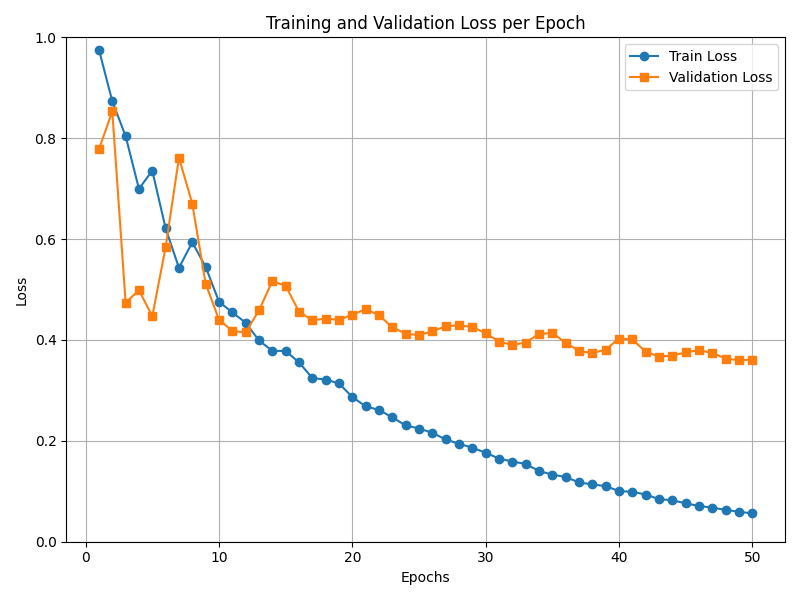 Training and Validation Loss per Epoch
Train Loss
Validation Loss
1.0
0.8
0.6
0.4
0.2
0.0
Loss
0 10 20 30 40 50
Epochs